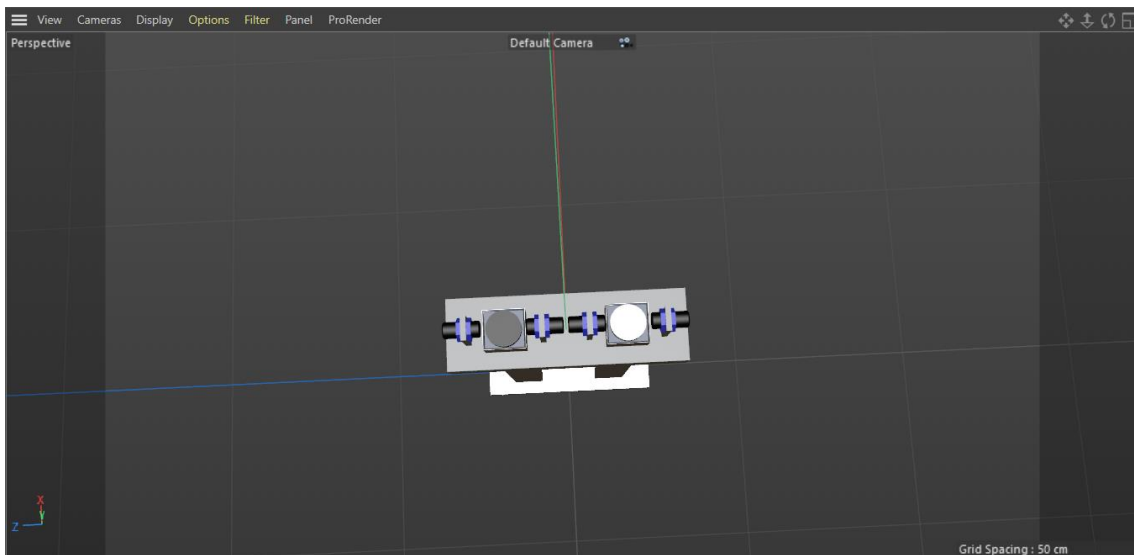 View Cameras Display Options Filter Panel ProRender
Perspective
Default Camera
X
Y
Z
Grid Spacing : 50 cm